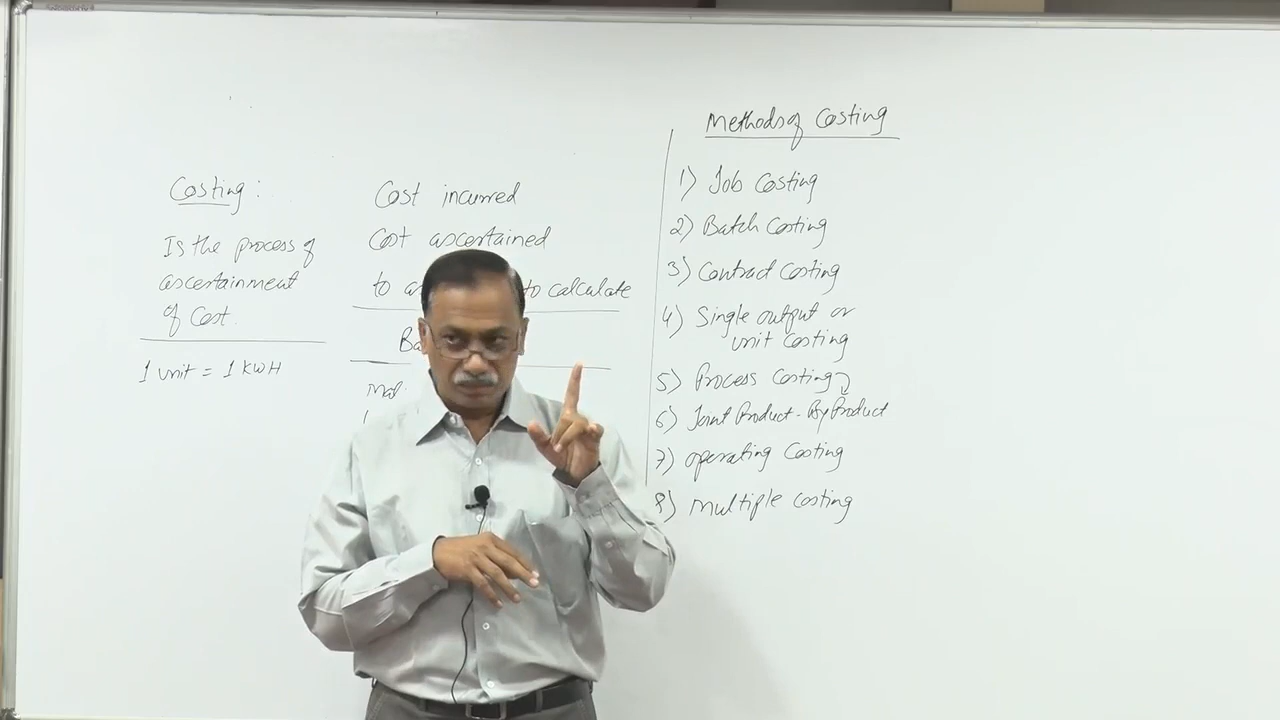 Costing :
Is the process of
ascertainment
of Cost.
1 unit = 1 KWH
Cost incurred
Cost ascertained
to calculate
Methods of Costing
1) Job Costing
2) Batch Costing
3) Contract Costing
4) Single output or
unit Costing
5) Process Costing
6) Joint Product - By Product
7) Operating Costing
8) Multiple Costing